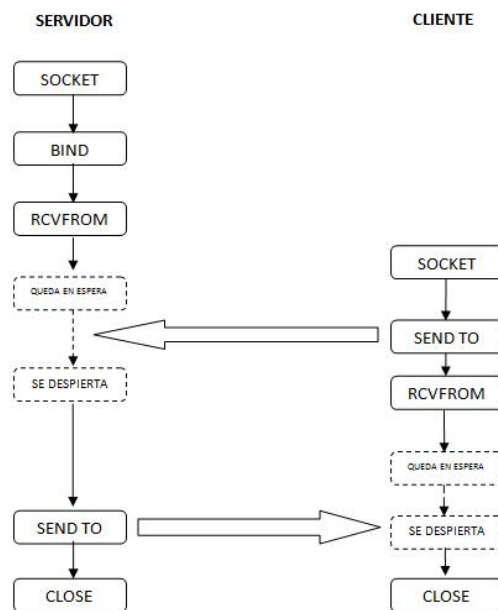 SERVIDOR
CLIENTE
SOCKET
BIND
RCVFROM
QUEDA EN ESPERA
SE DESPIERTA
SEND TO
CLOSE
SOCKET
SEND TO
RCVFROM
QUEDA EN ESPERA
SE DESPIERTA
CLOSE